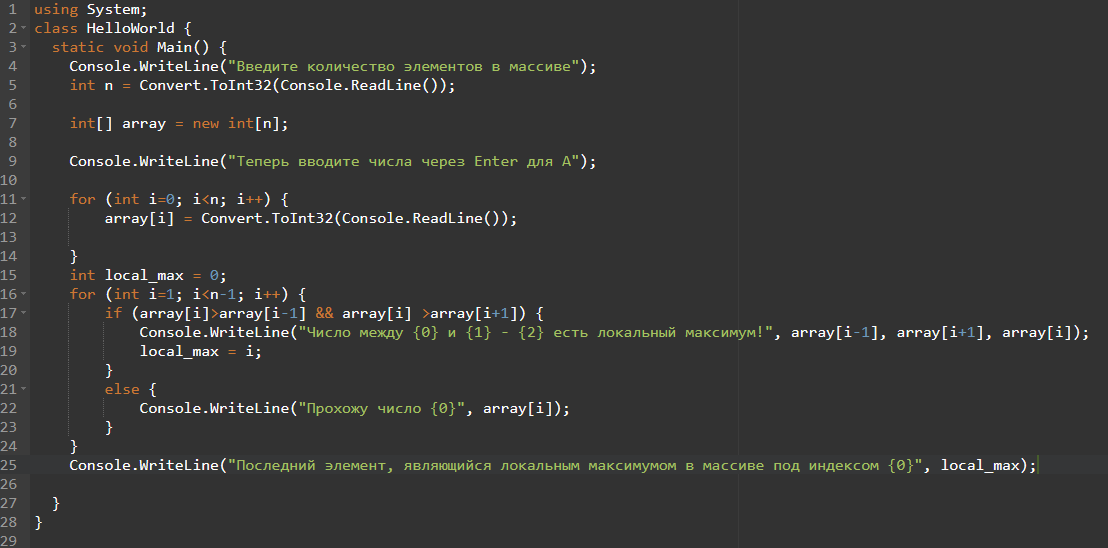 1 using System;
2 class HelloWorld {
3 static void Main() {
4 Console.WriteLine("Введите количество элементов в массиве");
5 int n = Convert.ToInt32(Console.ReadLine());
6
7 int[] array = new int[n];
8
9 Console.WriteLine("Теперь вводите числа через Enter для A");
10
11 for (int i=0; i<n; i++) {
12 array[i] = Convert.ToInt32(Console.ReadLine());
13
14 }
15 int local_max = 0;
16 for (int i=1; i<n-1; i++) {
17 if (array[i]>array[i-1] && array[i] >array[i+1]) {
18 Console.WriteLine("Число между {0} и {1} - {2} есть локальный максимум!", array[i-1], array[i+1], array[i]);
19 local_max = i;
20 }
21 else {
22 Console.WriteLine("Прохожу число {0}", array[i]);
23 }
24 }
25 Console.WriteLine("Последний элемент, являющийся локальным максимумом в массиве под индексом {0}", local_max);
26
27 }
28 }
29